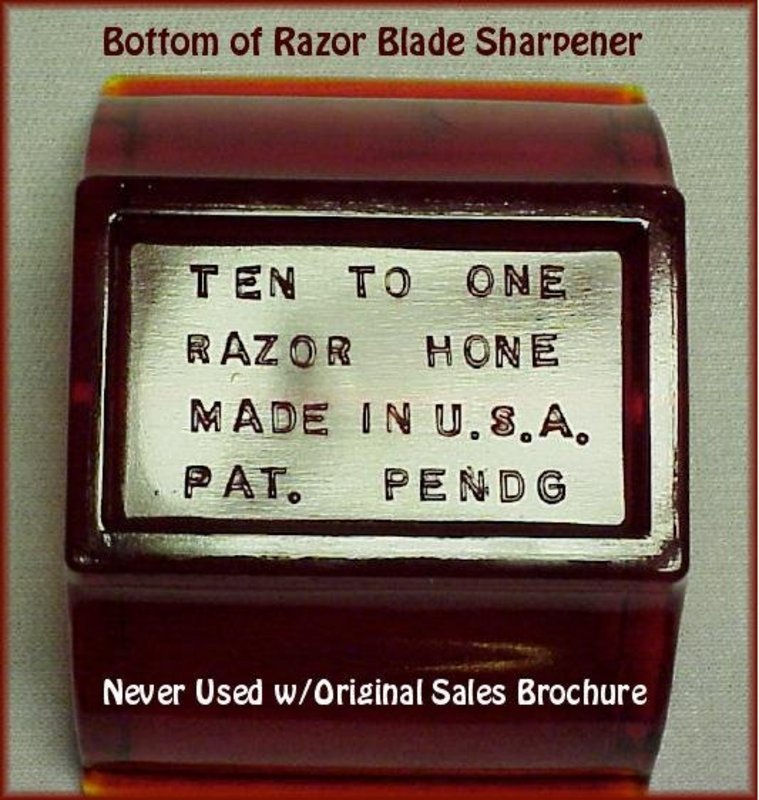 Bottom of Razor Blade Sharpener
TEN TO ONE
RAZOR HONE
MADE IN U.S.A.
PAT. PENDG
Never Used w/Original Sales Brochure